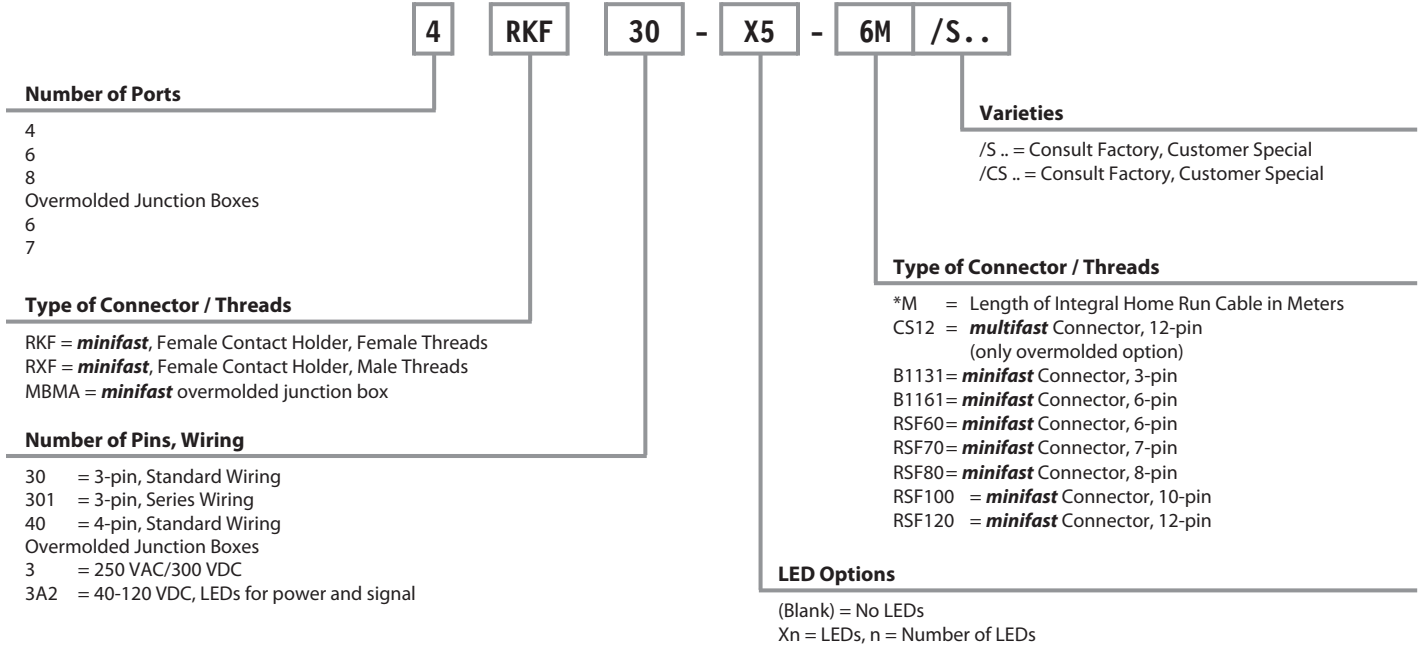 4 RKF 30 - X5 - 6M /S..
Number of Ports
4
6
8
Overmolded Junction Boxes
6
7
Type of Connector / Threads
RKF = minifast, Female Contact Holder, Female Threads
RXF = minifast, Female Contact Holder, Male Threads
MBMA = minifast overmolded junction box
Number of Pins, Wiring
30 = 3-pin, Standard Wiring
301 = 3-pin, Series Wiring
40 = 4-pin, Standard Wiring
Overmolded Junction Boxes
3 = 250 VAC/300 VDC
3A2 = 40-120 VDC, LEDs for power and signal
Varieties
/S .. = Consult Factory, Customer Special
/CS .. = Consult Factory, Customer Special
Type of Connector / Threads
*M = Length of Integral Home Run Cable in Meters
CS12 = multifast Connector, 12-pin
(only overmolded option)
B1131= minifast Connector, 3-pin
B1161= minifast Connector, 6-pin
RSF60= minifast Connector, 6-pin
RSF70= minifast Connector, 7-pin
RSF80= minifast Connector, 8-pin
RSF100 = minifast Connector, 10-pin
RSF120 = minifast Connector, 12-pin
LED Options
(Blank) = No LEDs
Xn = LEDs, n = Number of LEDs